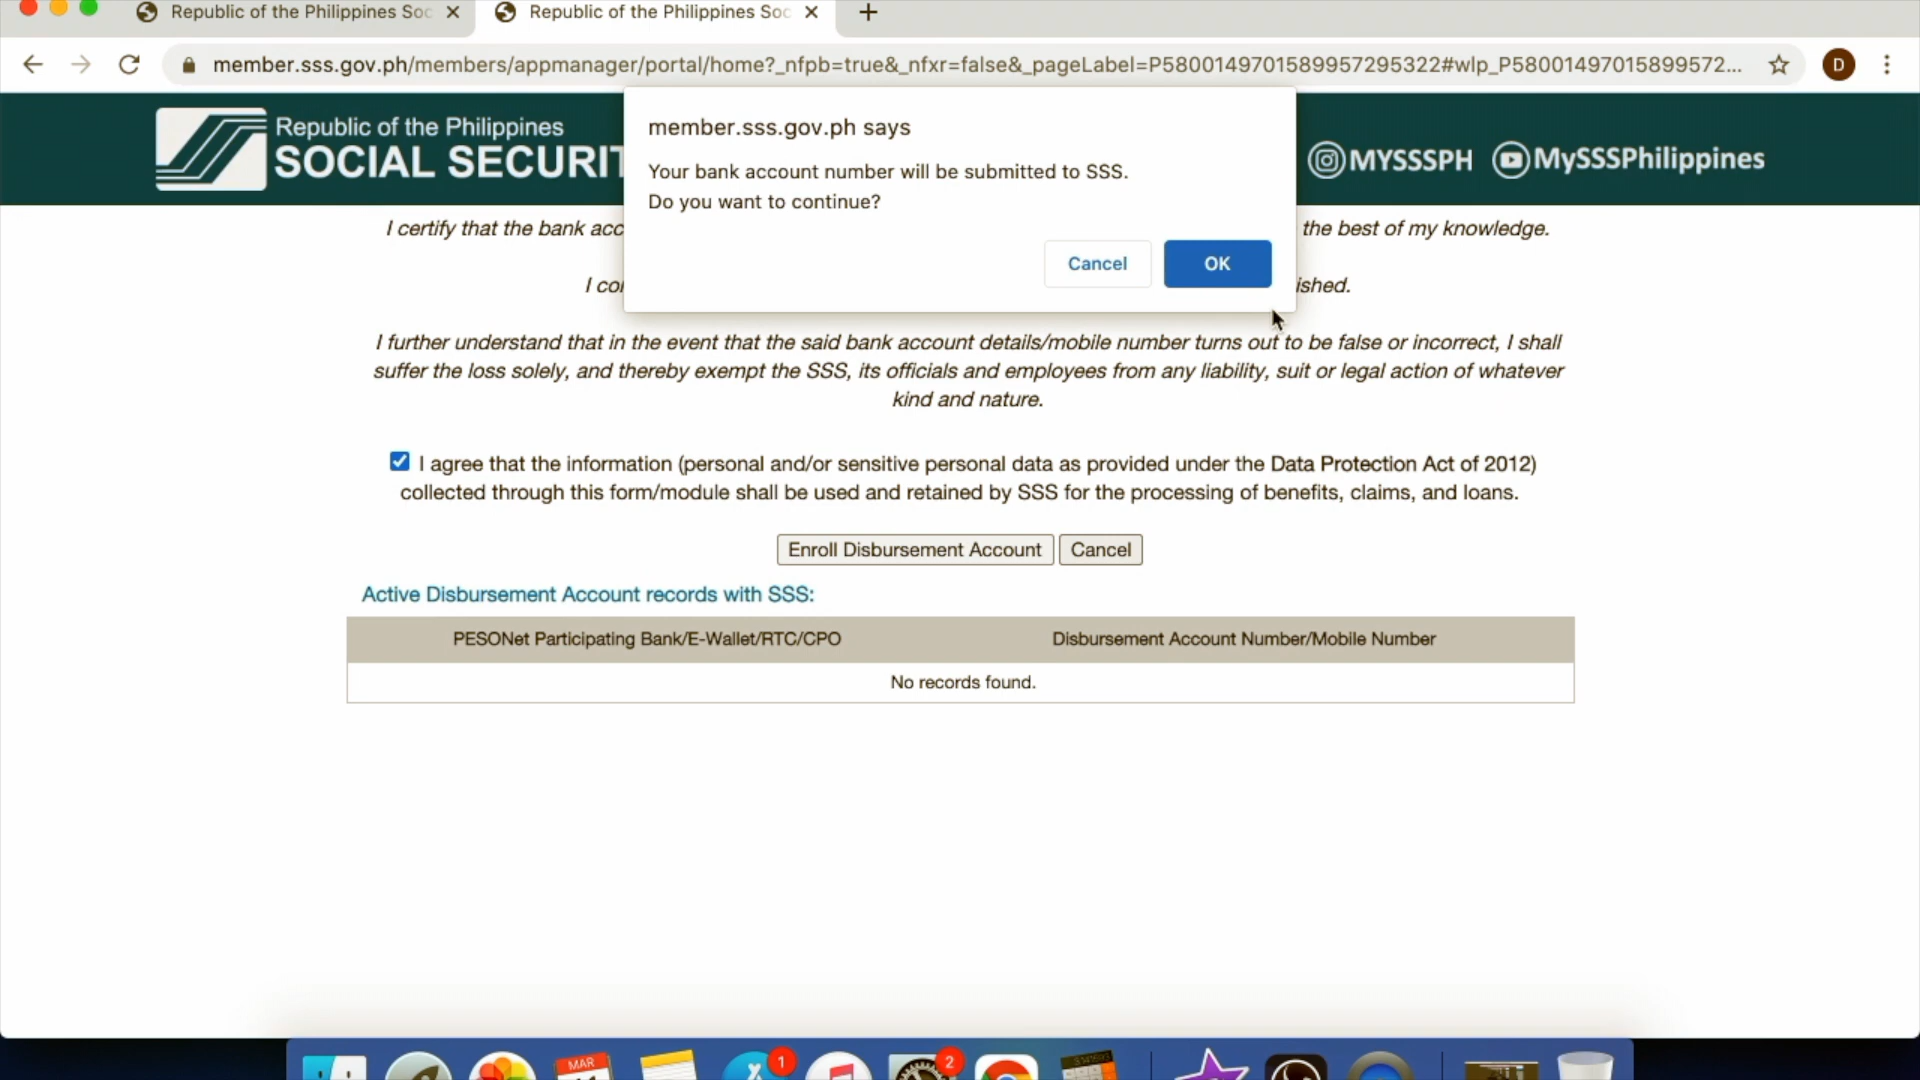 Republic of the Philippines Soc
Republic of the Philippines Soc
member.sss.gov.ph/members/appmanager/portal/home?_nfpb=true&_nfxr=false&_pageLabel=P5800149701589957295322#wlp_P58001497015899572...
D
Republic of the Philippines
SOCIAL SECURIT
MYSSSPH
MySSSPhilippines
member.sss.gov.ph says
Your bank account number will be submitted to SSS.
Do you want to continue?
Cancel
OK
I certify that the bank acc
the best of my knowledge.
I co
ished.
I further understand that in the event that the said bank account details/mobile number turns out to be false or incorrect, I shall
suffer the loss solely, and thereby exempt the SSS, its officials and employees from any liability, suit or legal action of whatever
kind and nature.
I agree that the information (personal and/or sensitive personal data as provided under the Data Protection Act of 2012)
collected through this form/module shall be used and retained by SSS for the processing of benefits, claims, and loans.
Enroll Disbursement Account
Cancel
Active Disbursement Account records with SSS:
PESONet Participating Bank/E-Wallet/RTC/CPO
Disbursement Account Number/Mobile Number
No records found.
MAR
1
2